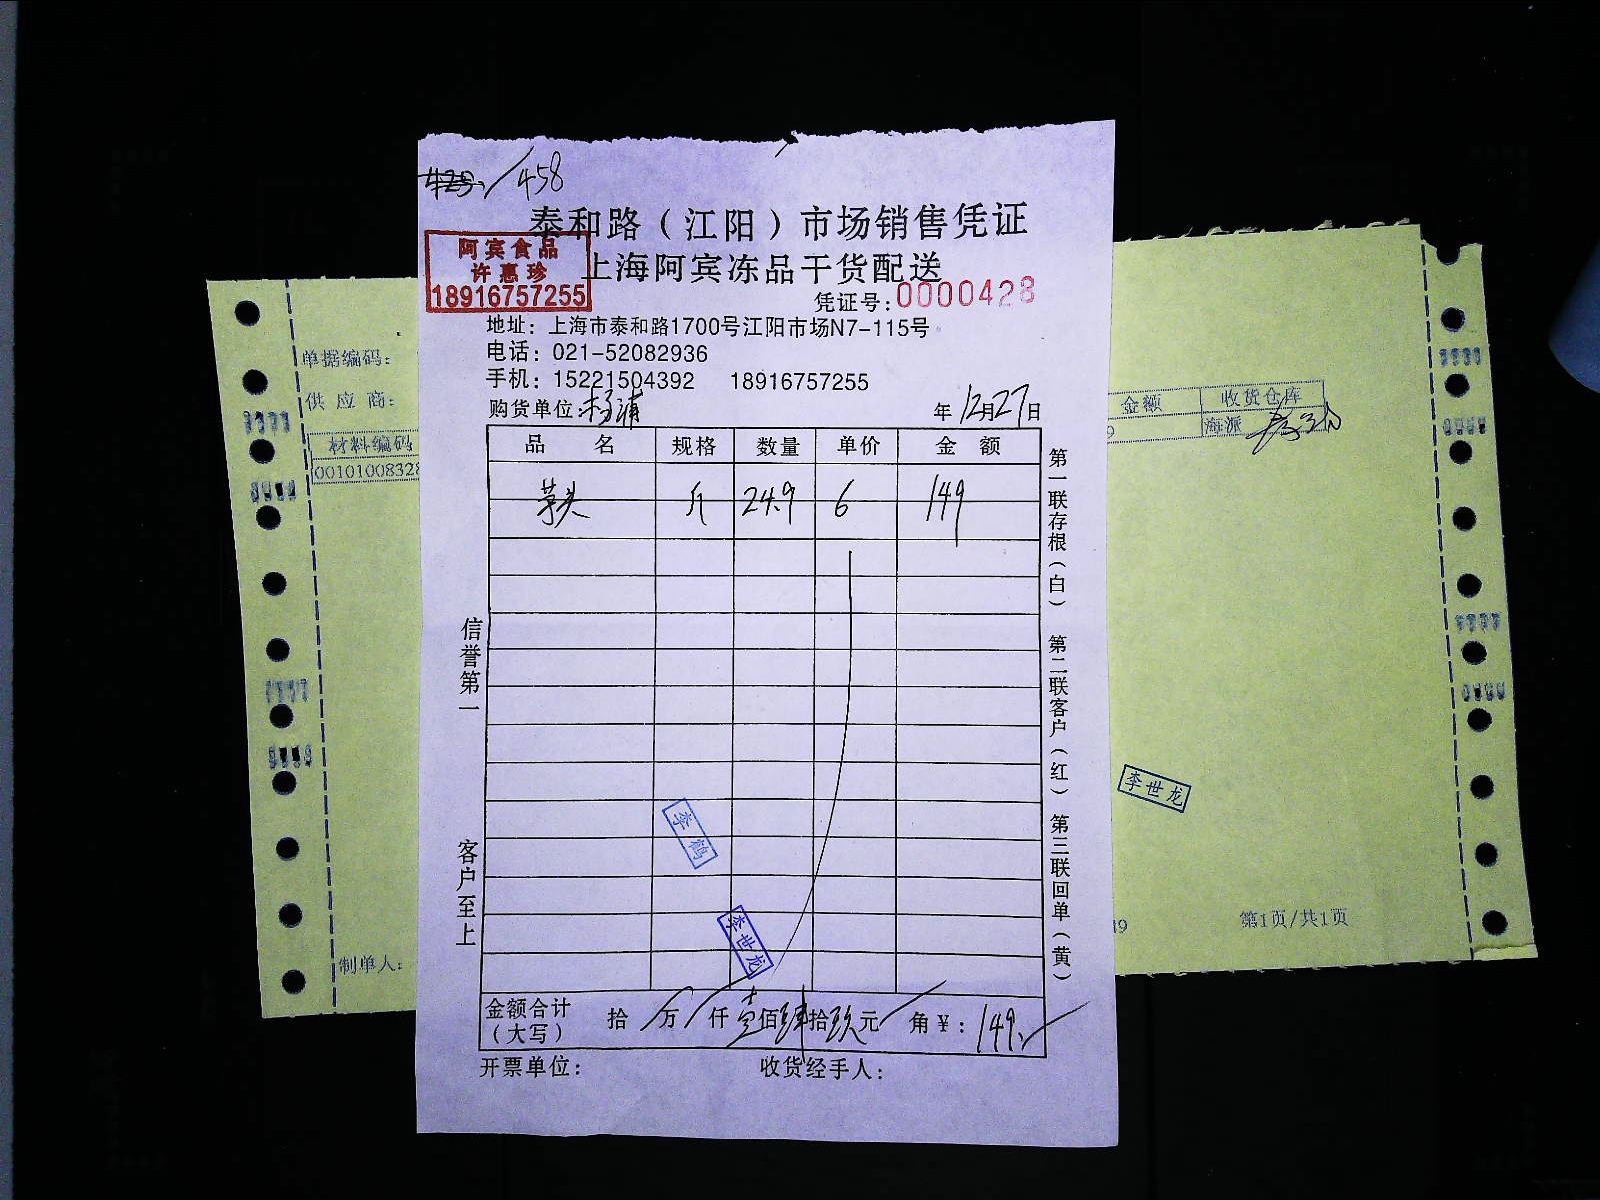 458
泰和路（江阳）市场销售凭证
阿宾食品
许惠珍
18916757255
上海阿宾冻品干货配送
凭证号：0000428
地址：上海市泰和路1700号江阳市场N7-115号
电话：021-52082936
手机：15221504392 18916757255
购货单位：杨浦 年12月27日
品名 规格 数量 单价 金额
芋头 斤 24.9 6 149
第一联存根（白） 第二联客户（红） 第三联回单（黄）
信誉第一 客户至上
李鹤
李世龙
金额合计（大写） 拾 万 仟 壹佰肆拾玖元 角 ￥：149
开票单位： 收货经手人：
单据编码：
供应商：
材料编码
00101008328
制单人：
金额 收货仓库
9 海派
李世龙
第1页/共1页